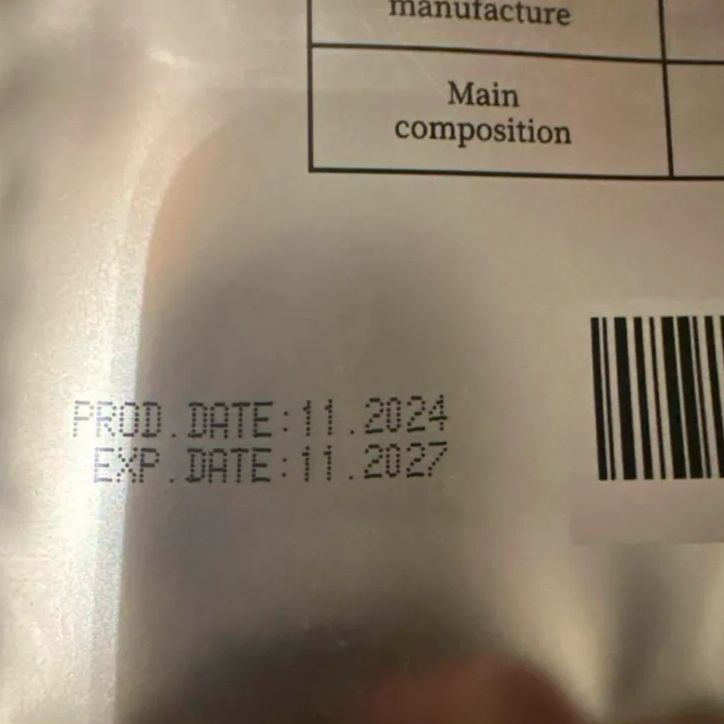 manufacture
Main
composition
PROD.DATE:11.2024
EXP.DATE:11.2027